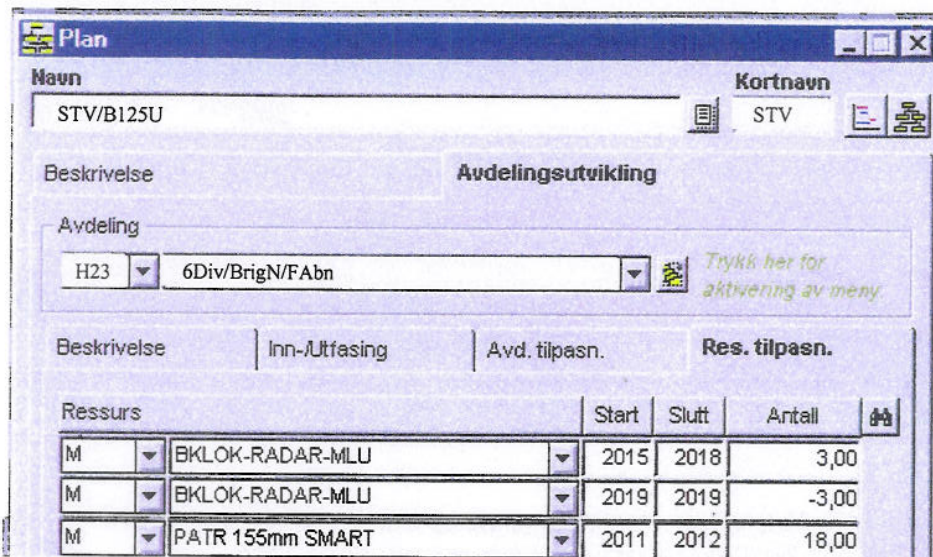 Plan
Navn
Kortnavn
STV/B125U
STV
Beskrivelse
Avdelingsutvikling
Avdeling
H23
6Div/BrigN/FAbn
Trykk her for
aktivering av meny.
Beskrivelse
Inn-/Utfasing
Avd. tilpasn.
Res. tilpasn.
Ressurs Start Slutt Antall
M BKLOK-RADAR-MLU 2015 2018 3,00
M BKLOK-RADAR-MLU 2019 2019 -3,00
M PATR 155mm SMART 2011 2012 18,00